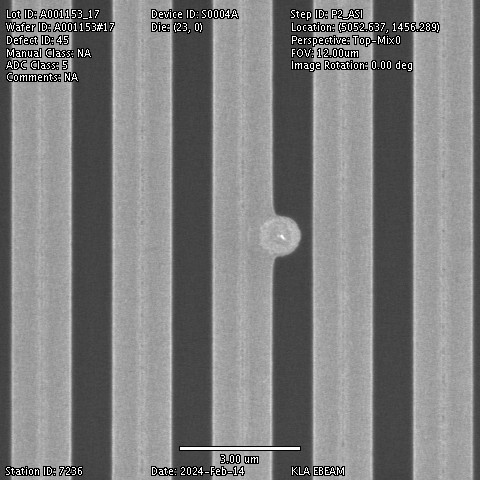 Lot ID: A001153_17
Wafer ID: A001153#17
Defect ID: 45
Manual Class: NA
ADC Class: 5
Comments: NA
Device ID: S0004A
Die: (23, 0)
Step ID: P2_ASI
Location: (5052.637, 1456.289)
Perspective: Top-Mix0
FOV: 12.00um
Image Rotation: 0.00 deg
3.00 um
Station ID: 7236
Date: 2024-Feb-14
KLA EBEAM